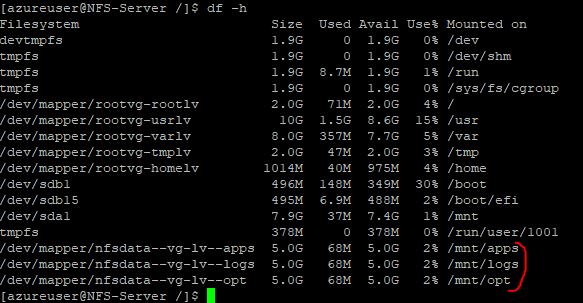 [azureuser@NFS-Server /]$ df -h
Filesystem Size Used Avail Use% Mounted on
devtmpfs 1.9G 0 1.9G 0% /dev
tmpfs 1.9G 0 1.9G 0% /dev/shm
tmpfs 1.9G 8.7M 1.9G 1% /run
tmpfs 1.9G 0 1.9G 0% /sys/fs/cgroup
/dev/mapper/rootvg-rootlv 2.0G 71M 2.0G 4% /
/dev/mapper/rootvg-usrlv 10G 1.5G 8.6G 15% /usr
/dev/mapper/rootvg-varlv 8.0G 357M 7.7G 5% /var
/dev/mapper/rootvg-tmplv 2.0G 47M 2.0G 3% /tmp
/dev/mapper/rootvg-homelv 1014M 40M 975M 4% /home
/dev/sdb1 496M 148M 349M 30% /boot
/dev/sdb15 495M 6.9M 488M 2% /boot/efi
/dev/sda1 7.9G 37M 7.4G 1% /mnt
tmpfs 378M 0 378M 0% /run/user/1001
/dev/mapper/nfsdata--vg-lv--apps 5.0G 68M 5.0G 2% /mnt/apps
/dev/mapper/nfsdata--vg-lv--logs 5.0G 68M 5.0G 2% /mnt/logs
/dev/mapper/nfsdata--vg-lv--opt 5.0G 68M 5.0G 2% /mnt/opt
[azureuser@NFS-Server /]$